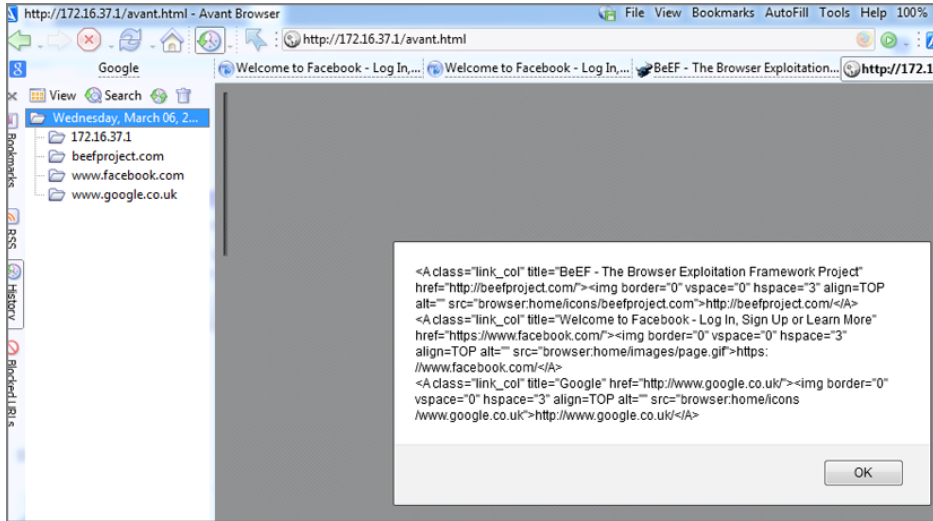 http://172.16.37.1/avant.html - Avant Browser
File View Bookmarks AutoFill Tools Help 100%
http://172.16.37.1/avant.html
Google
Welcome to Facebook - Log In,...
Welcome to Facebook - Log In,...
BeEF - The Browser Exploitation...
http://172.1
View Search
Wednesday, March 06, 2...
172.16.37.1
beefproject.com
www.facebook.com
www.google.co.uk
Bookmarks
RSS
History
Blocked URLs
<A class="link_col" title="BeEF - The Browser Exploitation Framework Project"
href="http://beefproject.com/"><img border="0" vspace="0" hspace="3" align=TOP
alt="" src="browser:home/icons/beefproject.com">http://beefproject.com/</A>
<A class="link_col" title="Welcome to Facebook - Log In, Sign Up or Learn More"
href="https://www.facebook.com/"><img border="0" vspace="0" hspace="3"
align=TOP alt="" src="browser:home/images/page.gif">https:
//www.facebook.com/</A>
<A class="link_col" title="Google" href="http://www.google.co.uk/"><img border="0"
vspace="0" hspace="3" align=TOP alt="" src="browser:home/icons
/www.google.co.uk">http://www.google.co.uk/</A>
OK